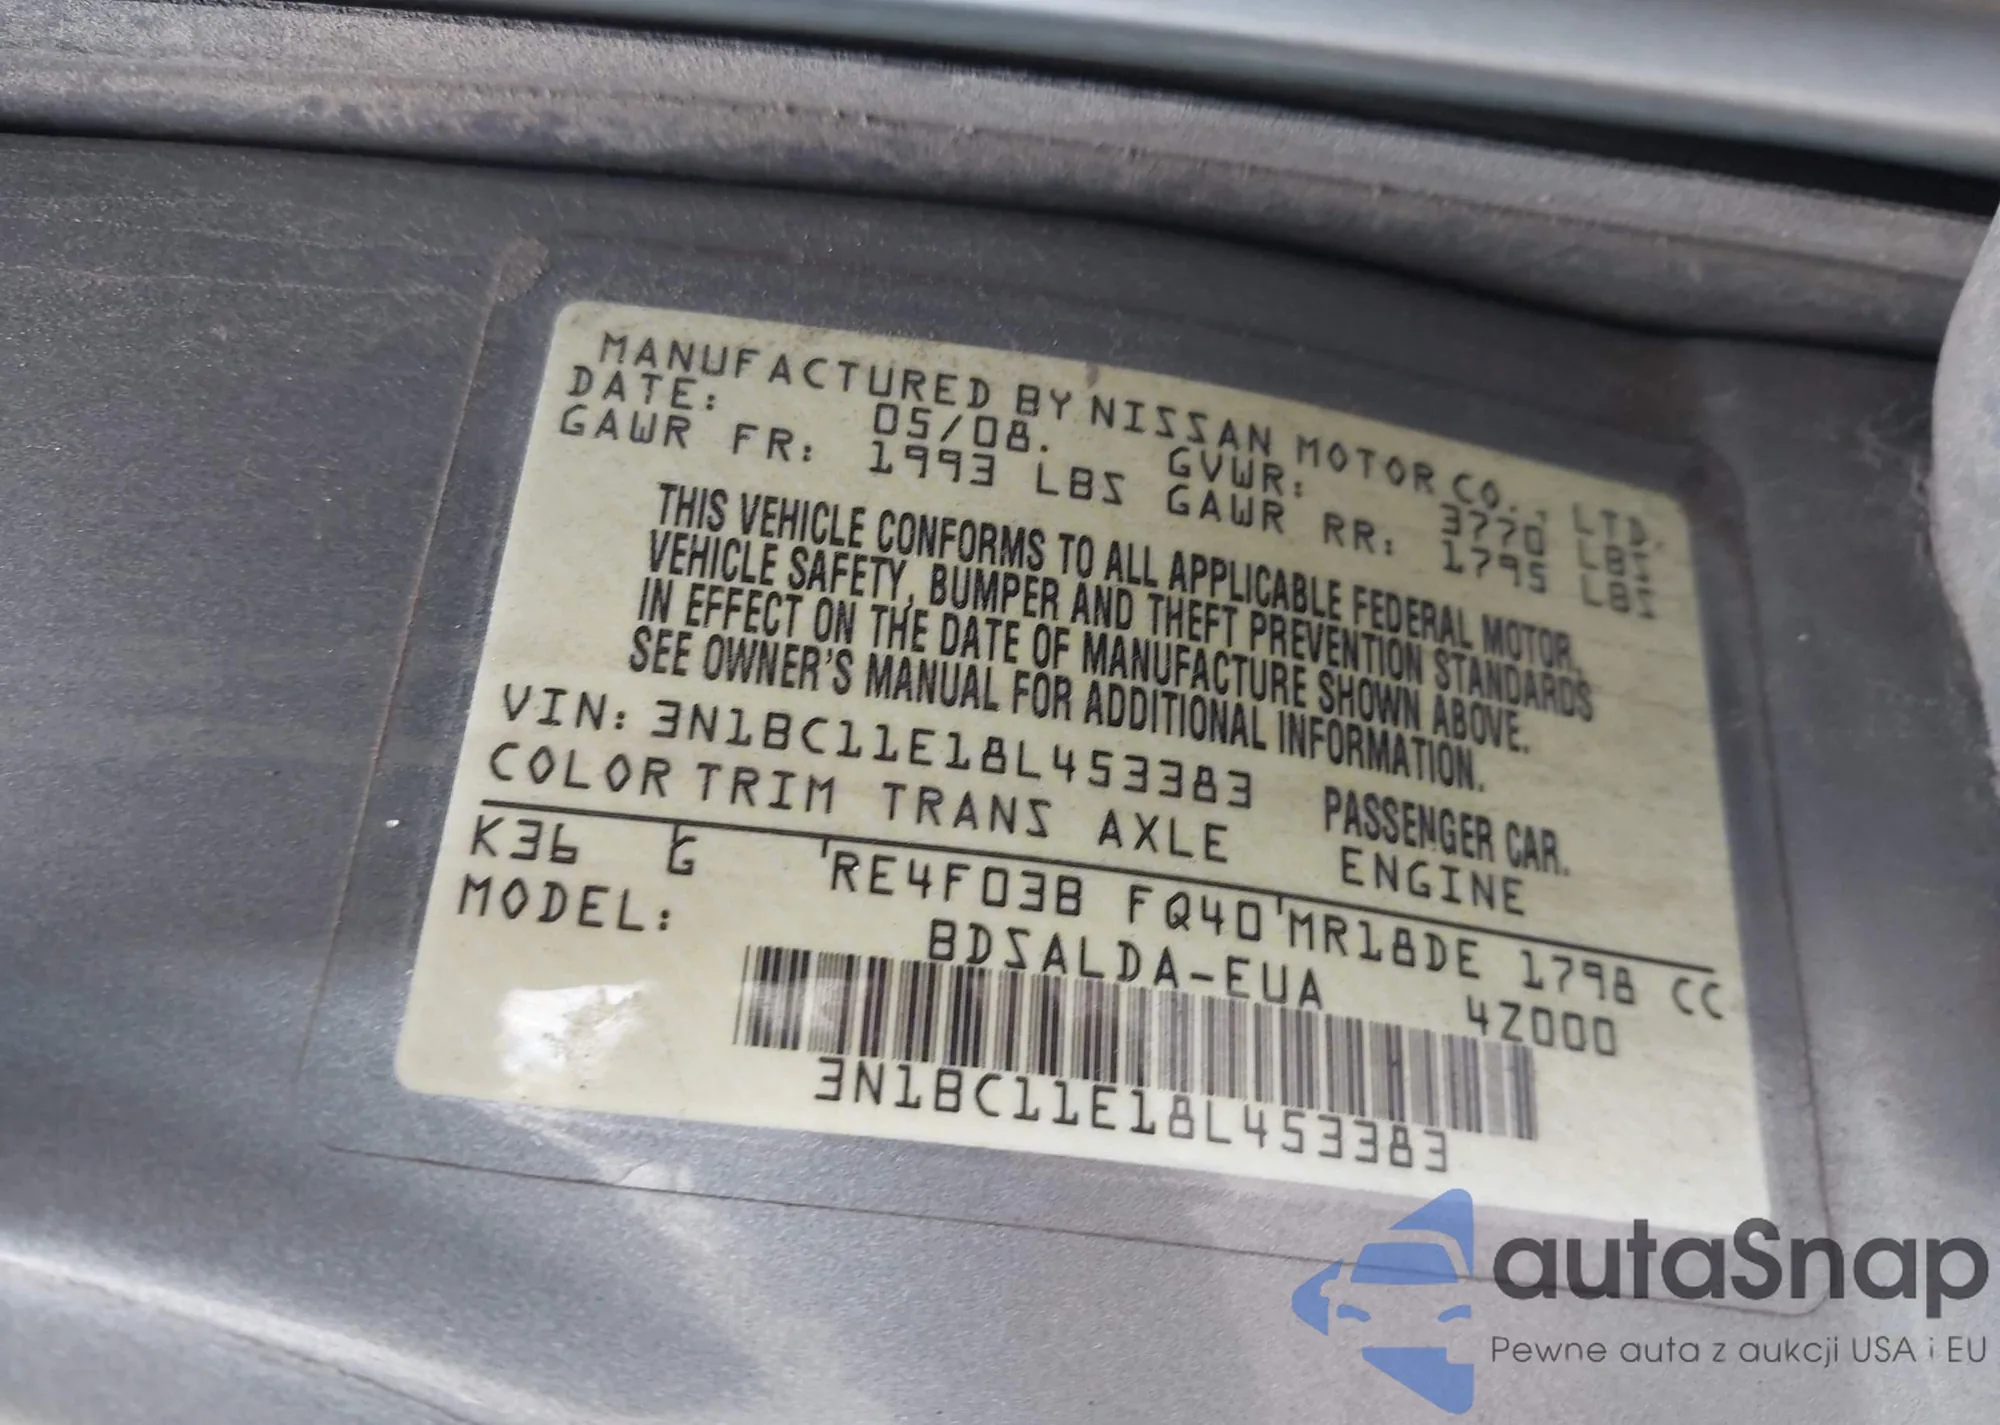 MANUFACTURED BY NISSAN MOTOR CO., LTD.
DATE: 05/08. GVWR: 3770 LBS
GAWR FR: 1993 LBS GAWR RR: 1795 LBS
THIS VEHICLE CONFORMS TO ALL APPLICABLE FEDERAL MOTOR
VEHICLE SAFETY, BUMPER AND THEFT PREVENTION STANDARDS
IN EFFECT ON THE DATE OF MANUFACTURE SHOWN ABOVE.
SEE OWNER'S MANUAL FOR ADDITIONAL INFORMATION.
VIN: 3N1BC11E18L453383 PASSENGER CAR.
COLOR TRIM TRANS AXLE ENGINE
K36 G RE4F03B FQ40 MR18DE 1798 CC
MODEL: BDSALDA-EUA 4Z000
3N1BC11E18L453383
autaSnap
Pewne auta z aukcji USA i EU